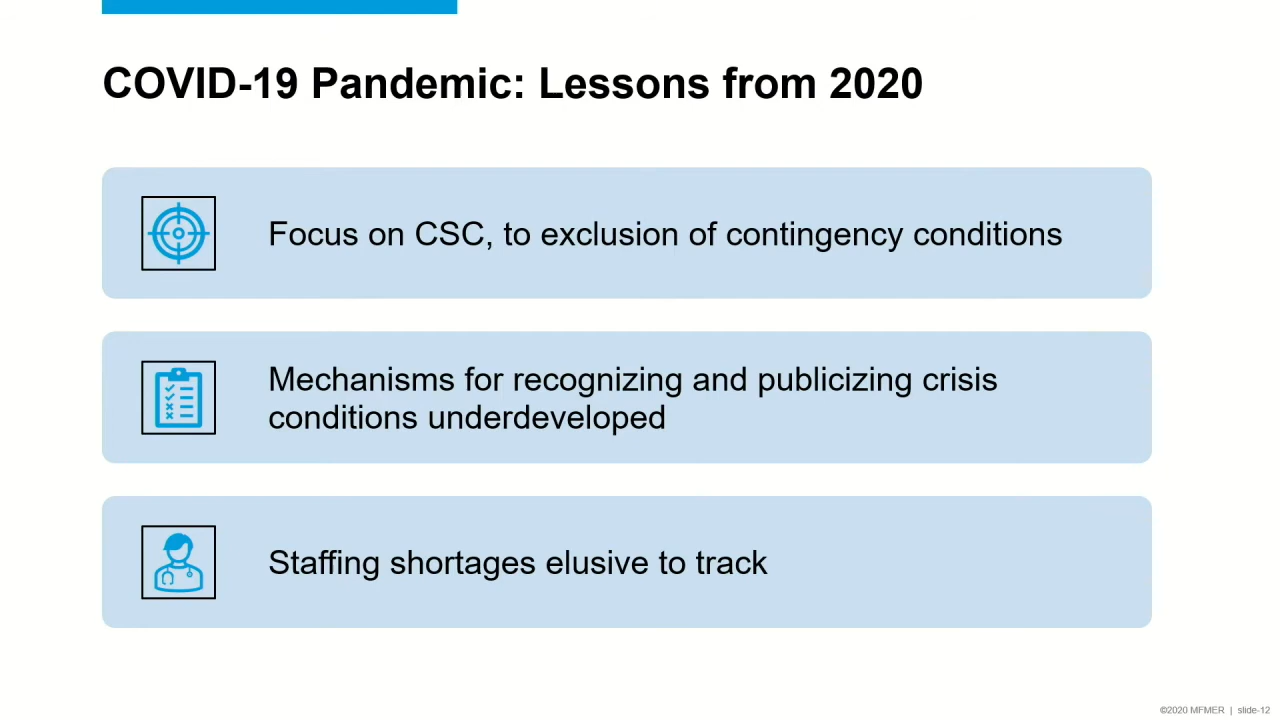 COVID-19 Pandemic: Lessons from 2020
Focus on CSC, to exclusion of contingency conditions
Mechanisms for recognizing and publicizing crisis
conditions underdeveloped
Staffing shortages elusive to track
©2020 MFMER | slide-12